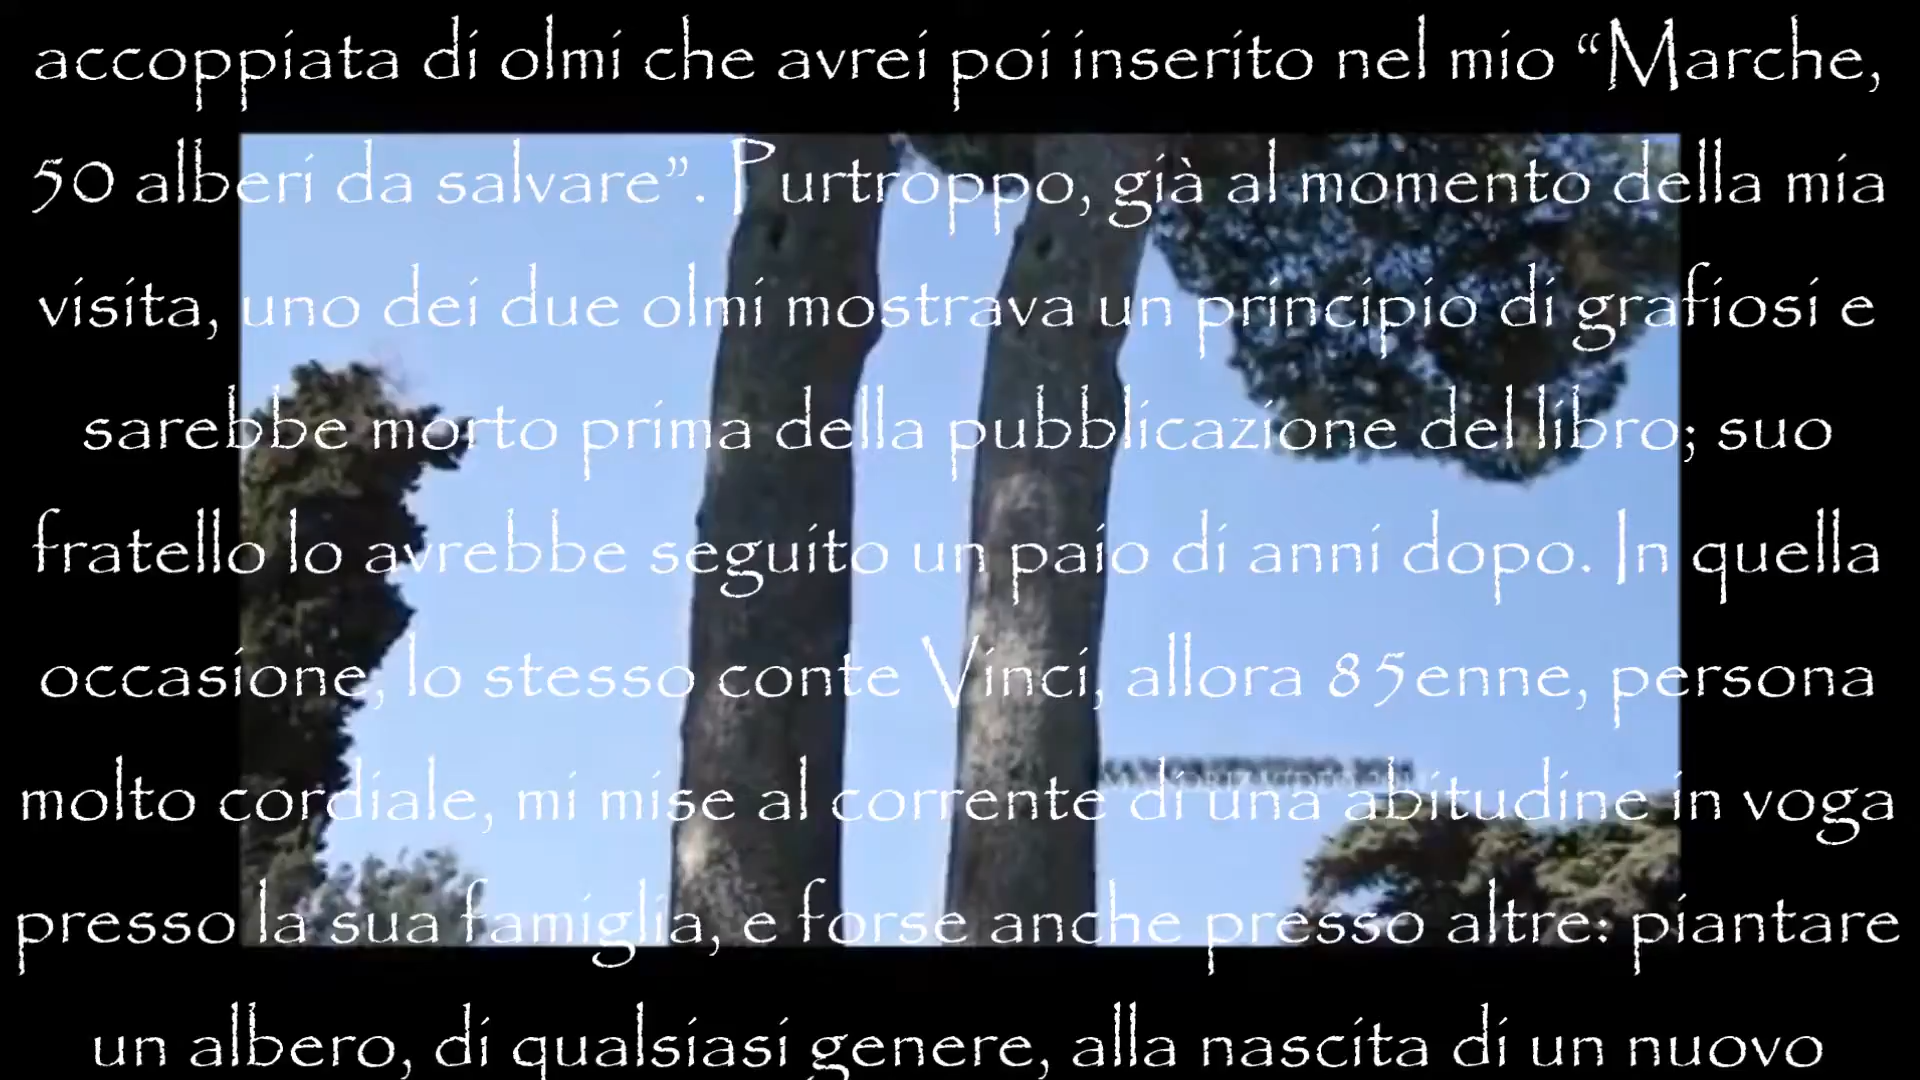 accoppiata di olmi che avrei poi inserito nel mio “Marche,
50 alberi da salvare”. P urtroppo, già al momento della mia
visita, uno dei due olmi mostrava un principio di grafiosi e
sarebbe morto prima della pubblicazione del libro; suo
fratello lo avrebbe seguito un paio di anni dopo. In quella
occasione, lo stesso conte Vinci, allora 85enne, persona
molto cordiale, mi mise al corrente di una abitudine in voga
presso la sua famiglia, e forse anche presso altre: piantare
un albero, di qualsiasi genere, alla nascita di un nuovo